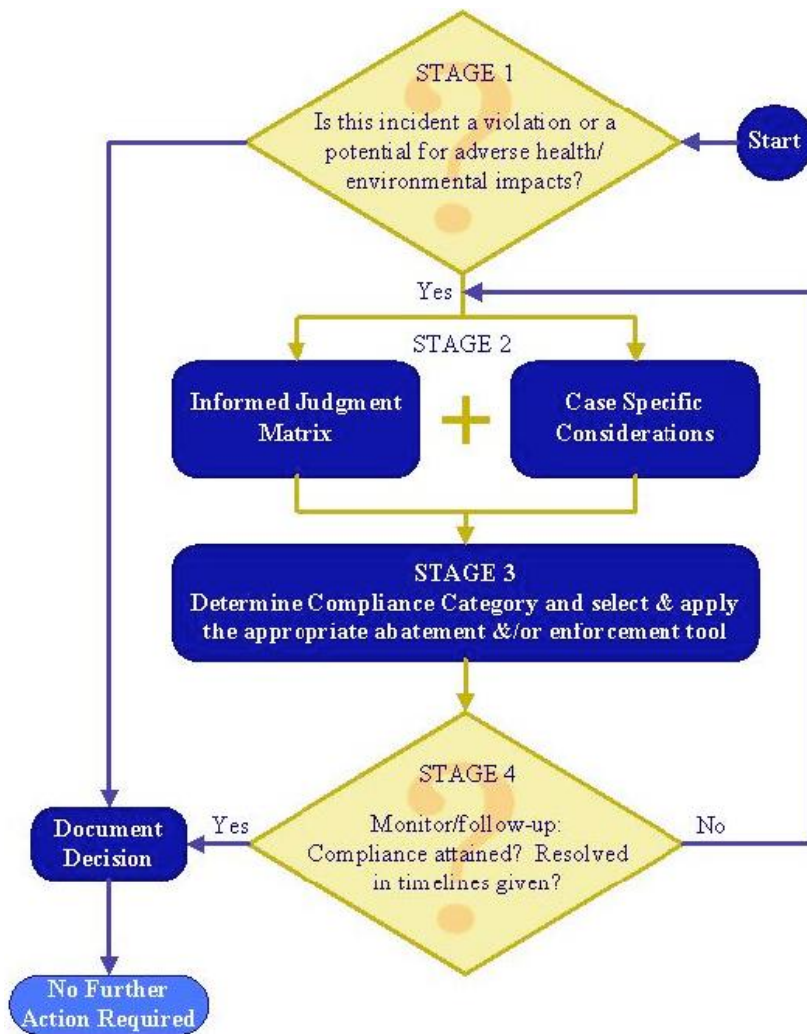 STAGE 1
Is this incident a violation or a
potential for adverse health/
environmental impacts?
Start
Yes
STAGE 2
Informed Judgment
Matrix
Case Specific
Considerations
STAGE 3
Determine Compliance Category and select & apply
the appropriate abatement &/or enforcement tool
STAGE 4
Monitor/follow-up:
Compliance attained? Resolved
in timelines given?
Yes
No
Document
Decision
No Further
Action Required